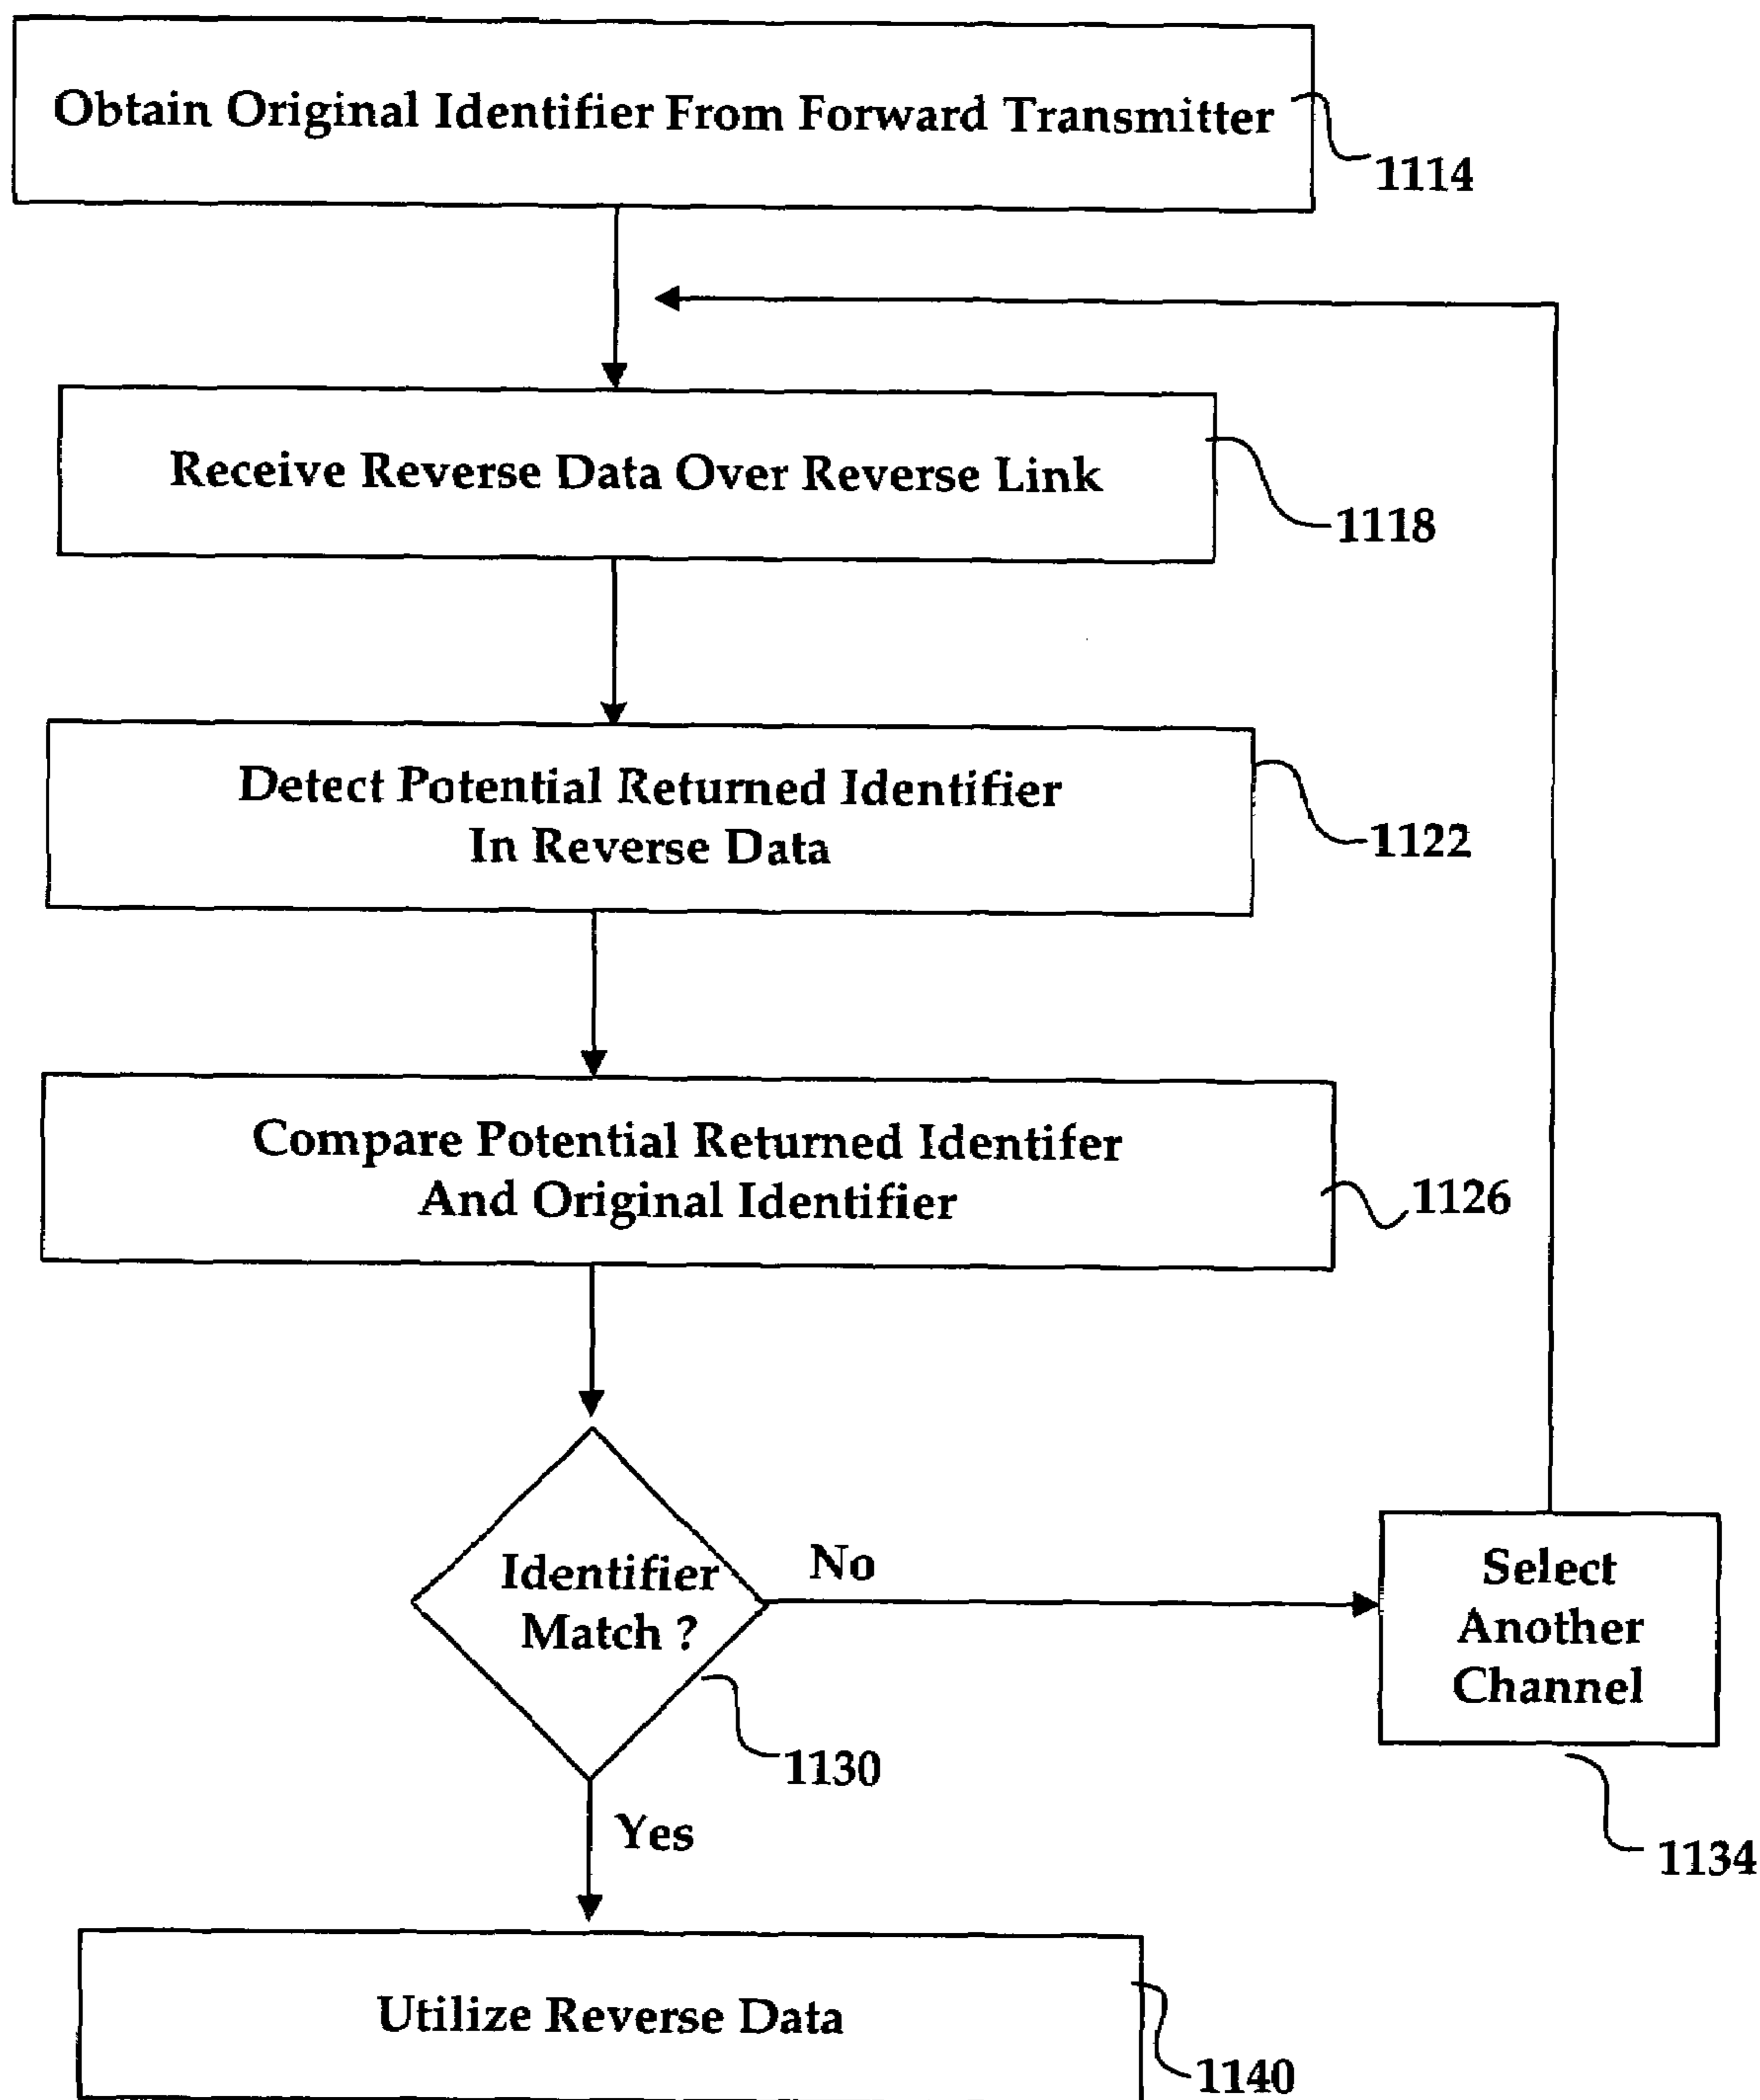 Obtain Original Identifier From Forward Transmitter
1114
Receive Reverse Data Over Reverse Link
1118
Detect Potential Returned Identifier
In Reverse Data
1122
Compare Potential Returned Identifer
And Original Identifier
1126
Identifier
Match ?
No
1130
Select
Another
Channel
1134
Yes
Utilize Reverse Data
1140